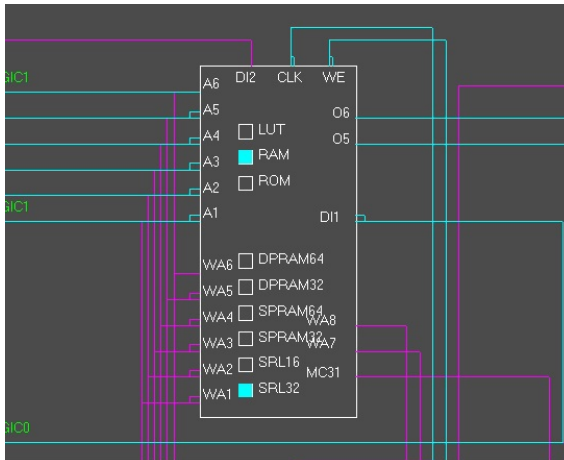 GIC1
A6 DI2 CLK WE
A5
O6
A4 LUT
O5
A3 RAM
A2 ROM
GIC1
A1
DI1
WA6 DPRAM64
WA5 DPRAM32
WA4 SPRAM64
WA8
WA3 SPRAM32
WA7
WA2 SRL16
MC31
WA1 SRL32
GIC0